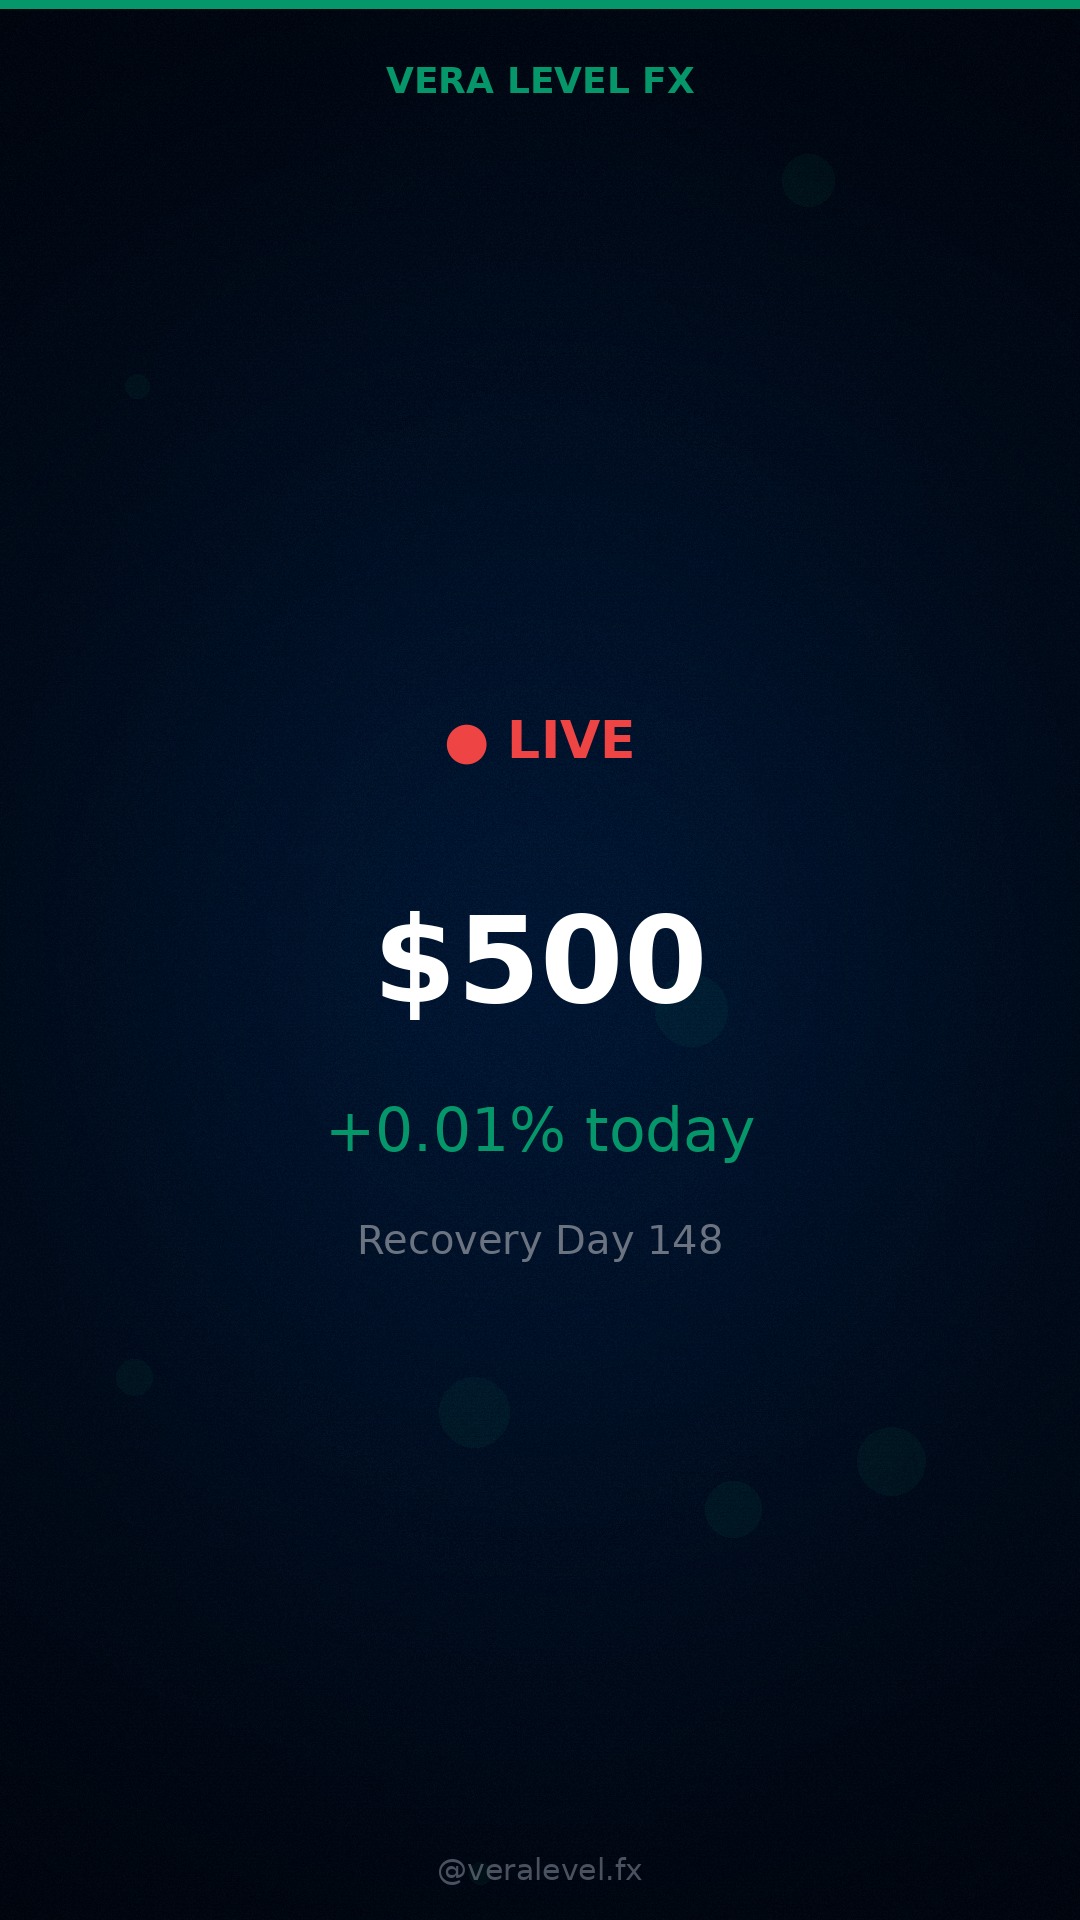 VERA LEVEL FX
● LIVE
$500
+0.01% today
Recovery Day 148
@veralevel.fx